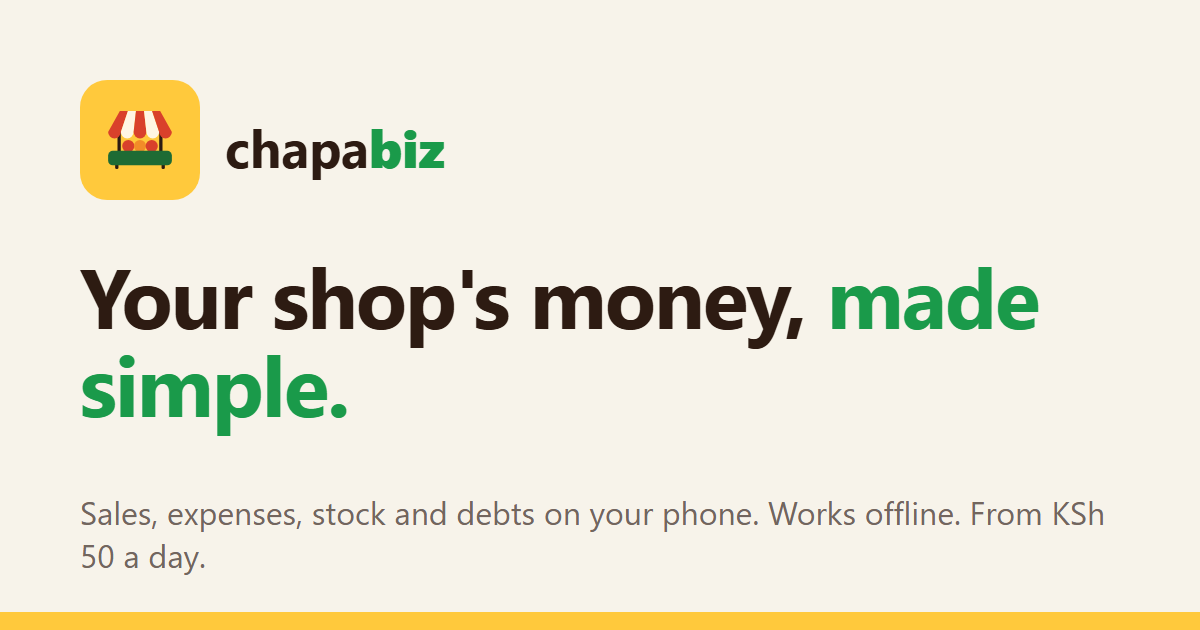 chapabiz
Your shop's money, made
simple.
Sales, expenses, stock and debts on your phone. Works offline. From KSh
50 a day.